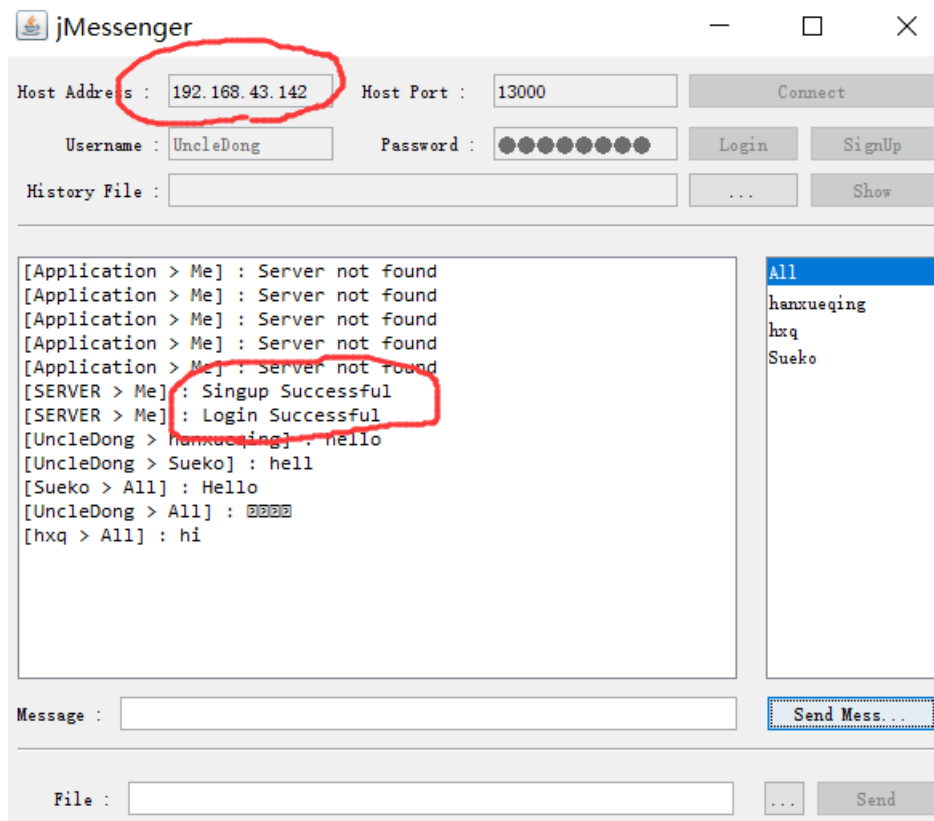 jMessenger
Host Address : 192.168.43.142 Host Port : 13000 Connect
Username : UncleDong Password : ●●●●●●●● Login SignUp
History File : ... Show
[Application > Me] : Server not found
[Application > Me] : Server not found
[Application > Me] : Server not found
[Application > Me] : Server not found
[Application > Me] : Server not found
[SERVER > Me] : Singup Successful
[SERVER > Me] : Login Successful
[UncleDong > hanxueqing] : hello
[UncleDong > Sueko] : hell
[Sueko > All] : Hello
[UncleDong > All] :
[hxq > All] : hi
All
hanxueqing
hxq
Sueko
Message : Send Mess...
File : ... Send